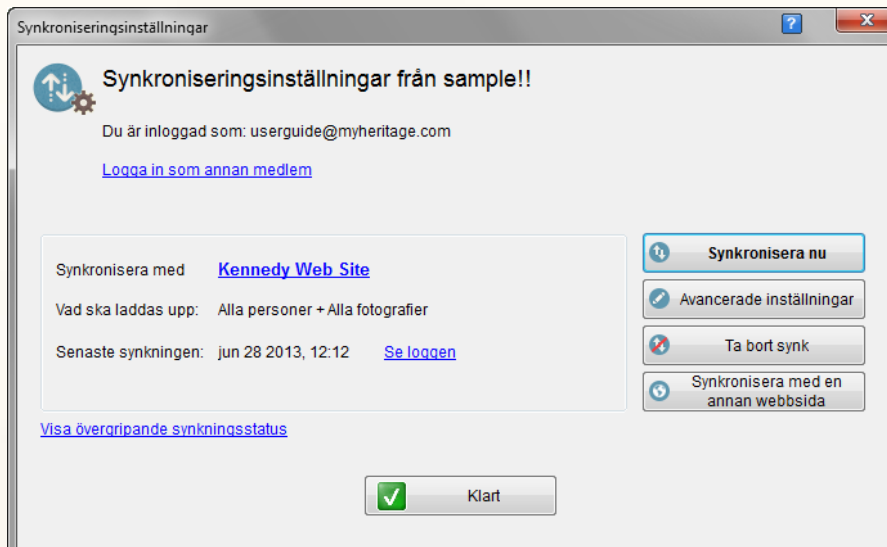 Synkroniseringsinställningar
Synkroniseringsinställningar från sample!!
Du är inloggad som: userguide@myheritage.com
Logga in som annan medlem
Synkronisera med Kennedy Web Site
Vad ska laddas upp: Alla personer + Alla fotografier
Senaste synkningen: jun 28 2013, 12:12 Se loggen
Synkronisera nu
Avancerade inställningar
Ta bort synk
Synkronisera med en
annan webbsida
Visa övergripande synkningsstatus
Klart